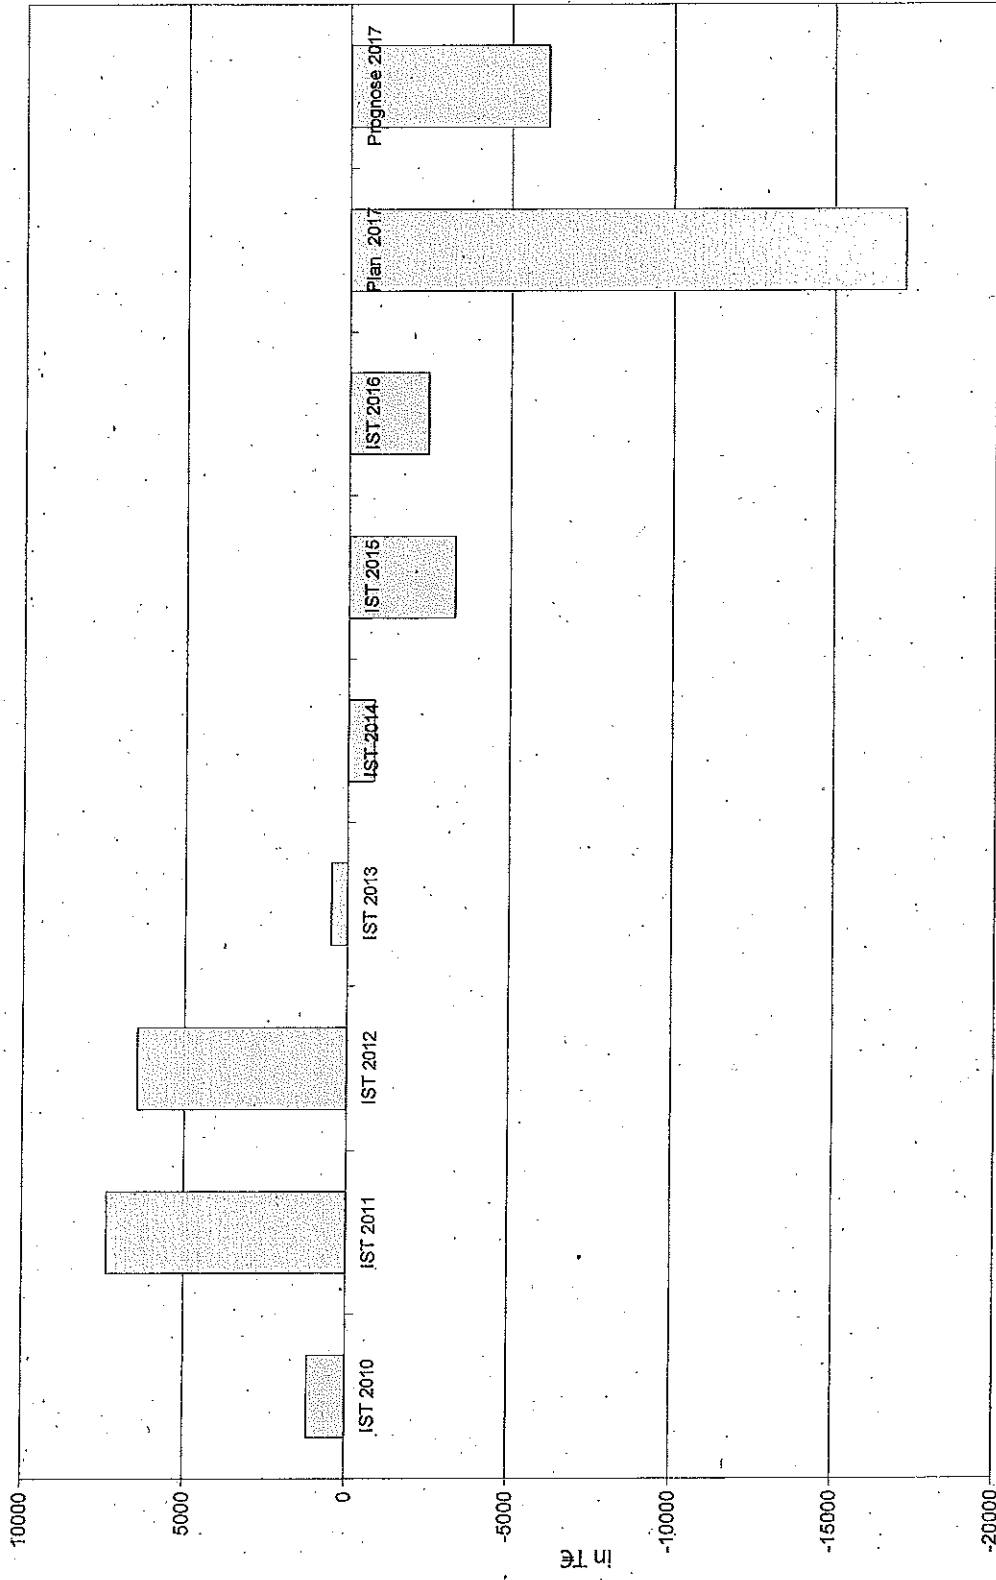 10000
5000
0
-5000
-10000
-15000
-20000
in T€
IST 2010
IST 2011
IST 2012
IST 2013
IST 2014
IST 2015
IST 2016
Plan 2017
Prognose 2017